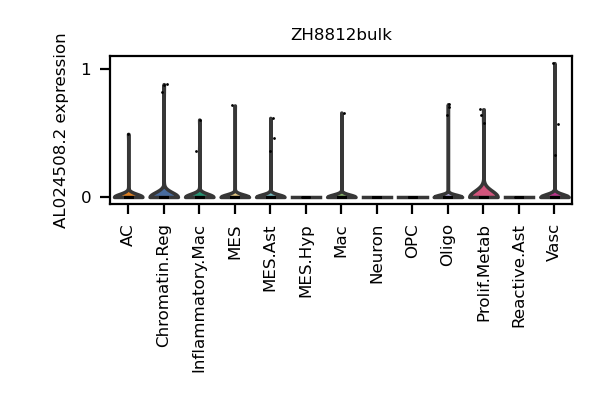 ZH8812bulk
AL024508.2 expression
1
0
AC
Chromatin.Reg
Inflammatory.Mac
MES
MES.Ast
MES.Hyp
Mac
Neuron
OPC
Oligo
Prolif.Metab
Reactive.Ast
Vasc